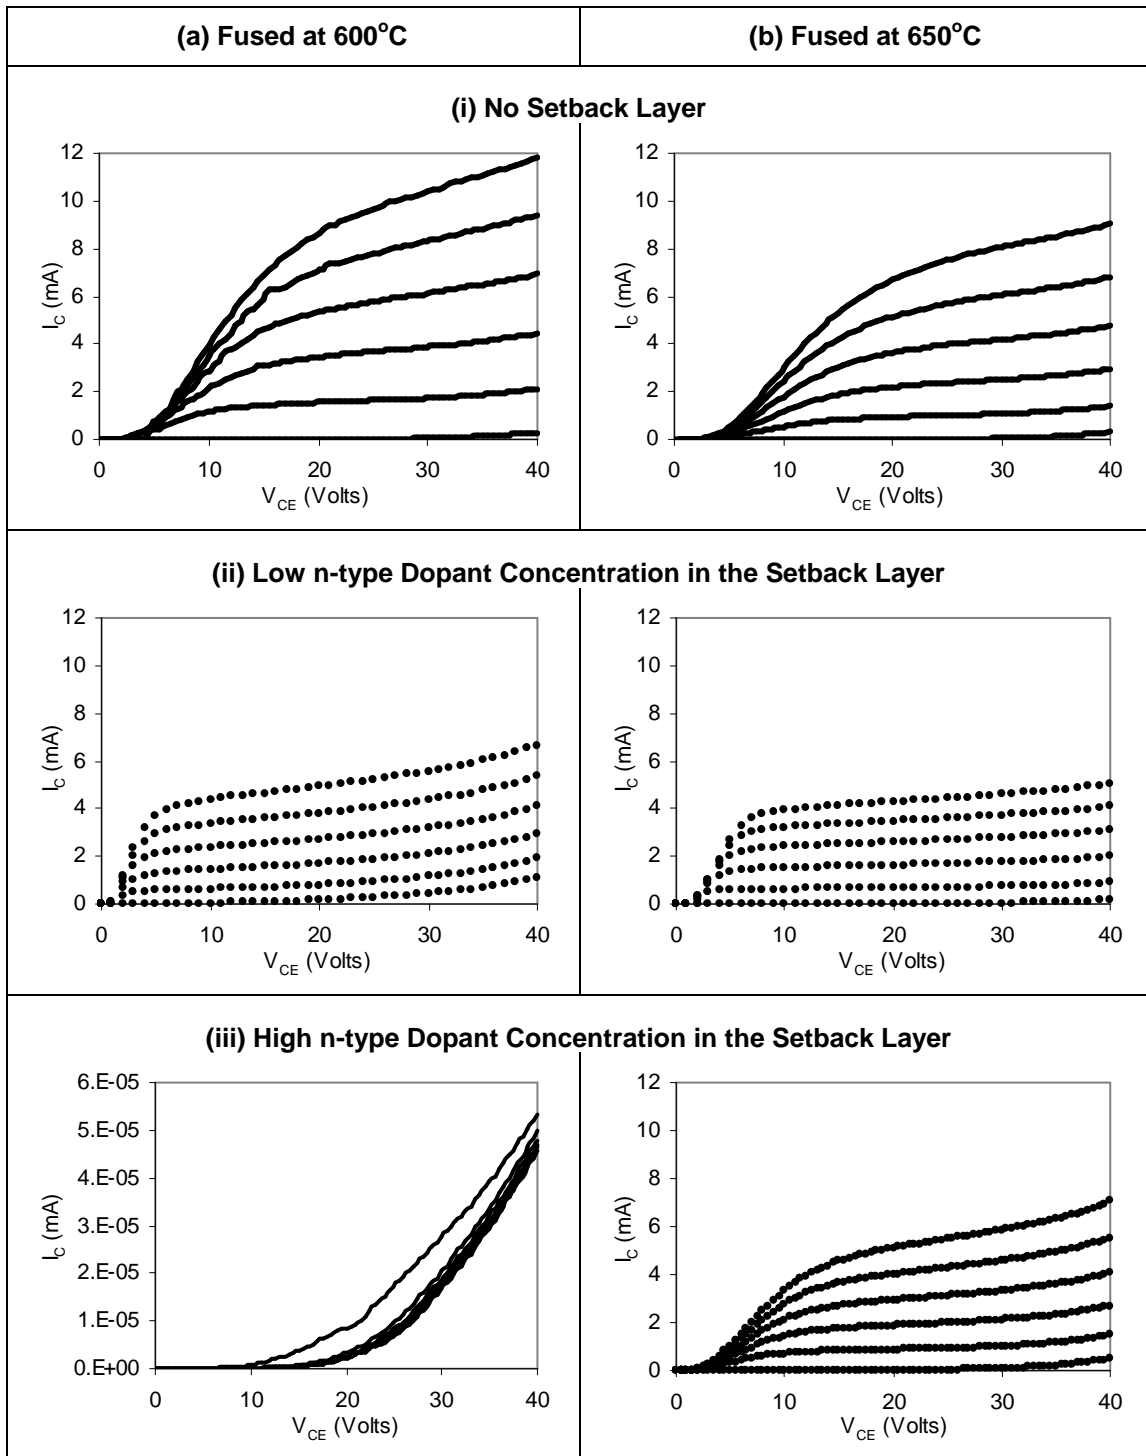 (a) Fused at 600°C
(b) Fused at 650°C
(i) No Setback Layer
12
10
8
6
4
2
0
I_C (mA)
0 10 20 30 40
V_CE (Volts)
12
10
8
6
4
2
0
I_C (mA)
0 10 20 30 40
V_CE (Volts)
(ii) Low n-type Dopant Concentration in the Setback Layer
12
10
8
6
4
2
0
I_C (mA)
0 10 20 30 40
V_CE (Volts)
12
10
8
6
4
2
0
I_C (mA)
0 10 20 30 40
V_CE (Volts)
(iii) High n-type Dopant Concentration in the Setback Layer
6.E-05
5.E-05
4.E-05
3.E-05
2.E-05
1.E-05
0.E+00
I_C (mA)
0 10 20 30 40
V_CE (Volts)
12
10
8
6
4
2
0
I_C (mA)
0 10 20 30 40
V_CE (Volts)